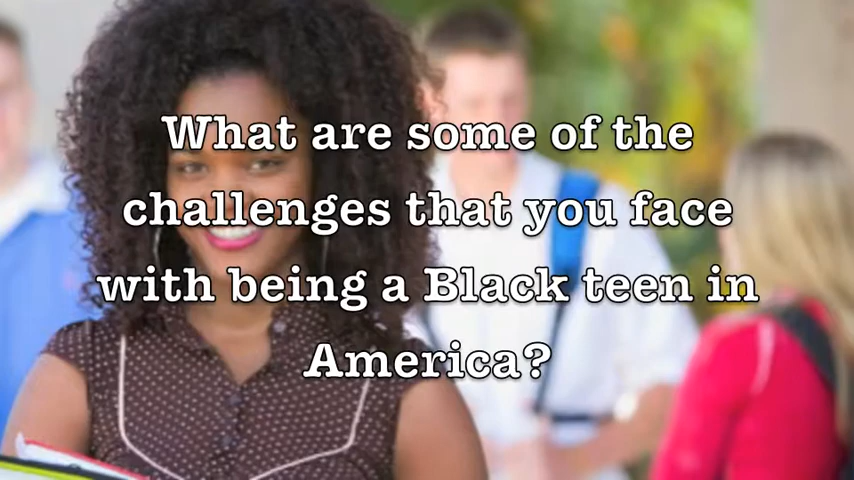 What are some of the
challenges that you face
with being a Black teen in
America?